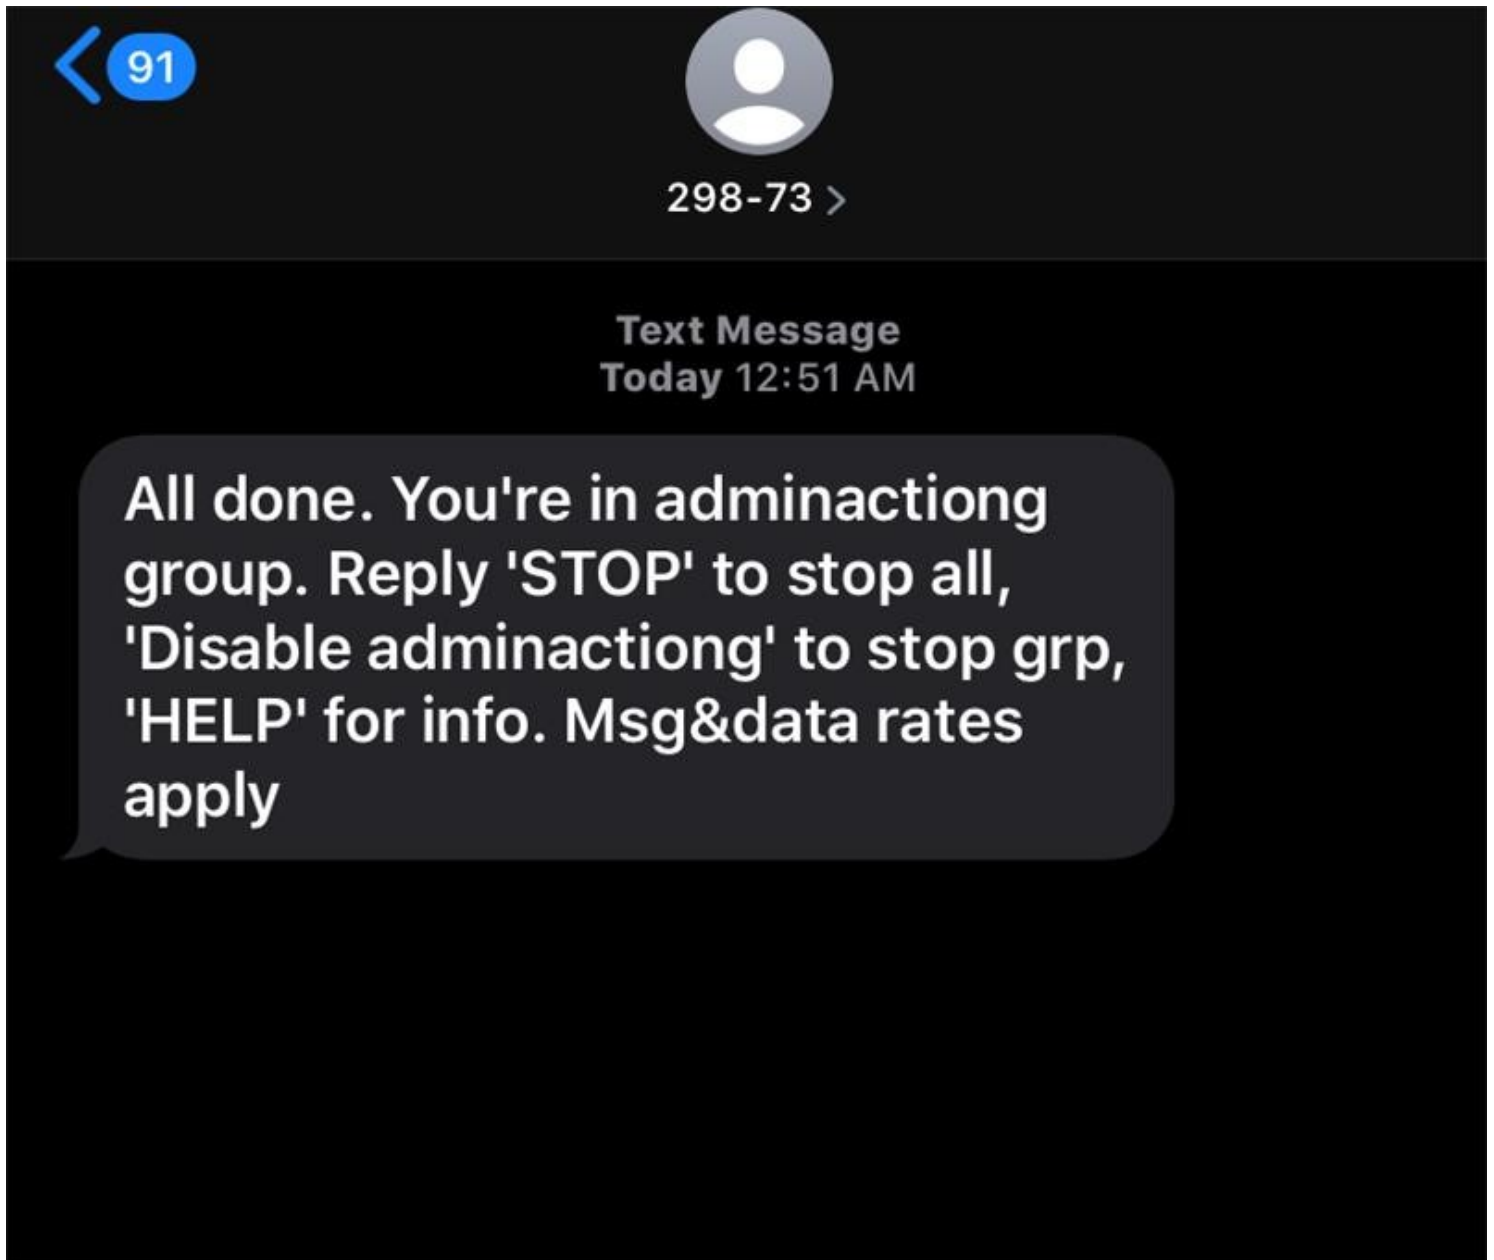 91
298-73
Text Message
Today 12:51 AM
All done. You're in adminactiong
group. Reply 'STOP' to stop all,
'Disable adminactiong' to stop grp,
'HELP' for info. Msg&data rates
apply